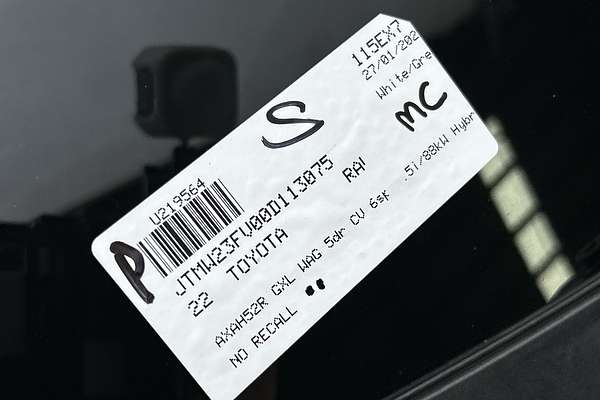 115EX7
27/01/202
White/Gre
S
MC
U219564
P
JTMW23FV00D113075
22 TOYOTA RAV
AXAH52R GXL WAG 5dr CV 6sp .5i/88kW Hybr
NO RECALL